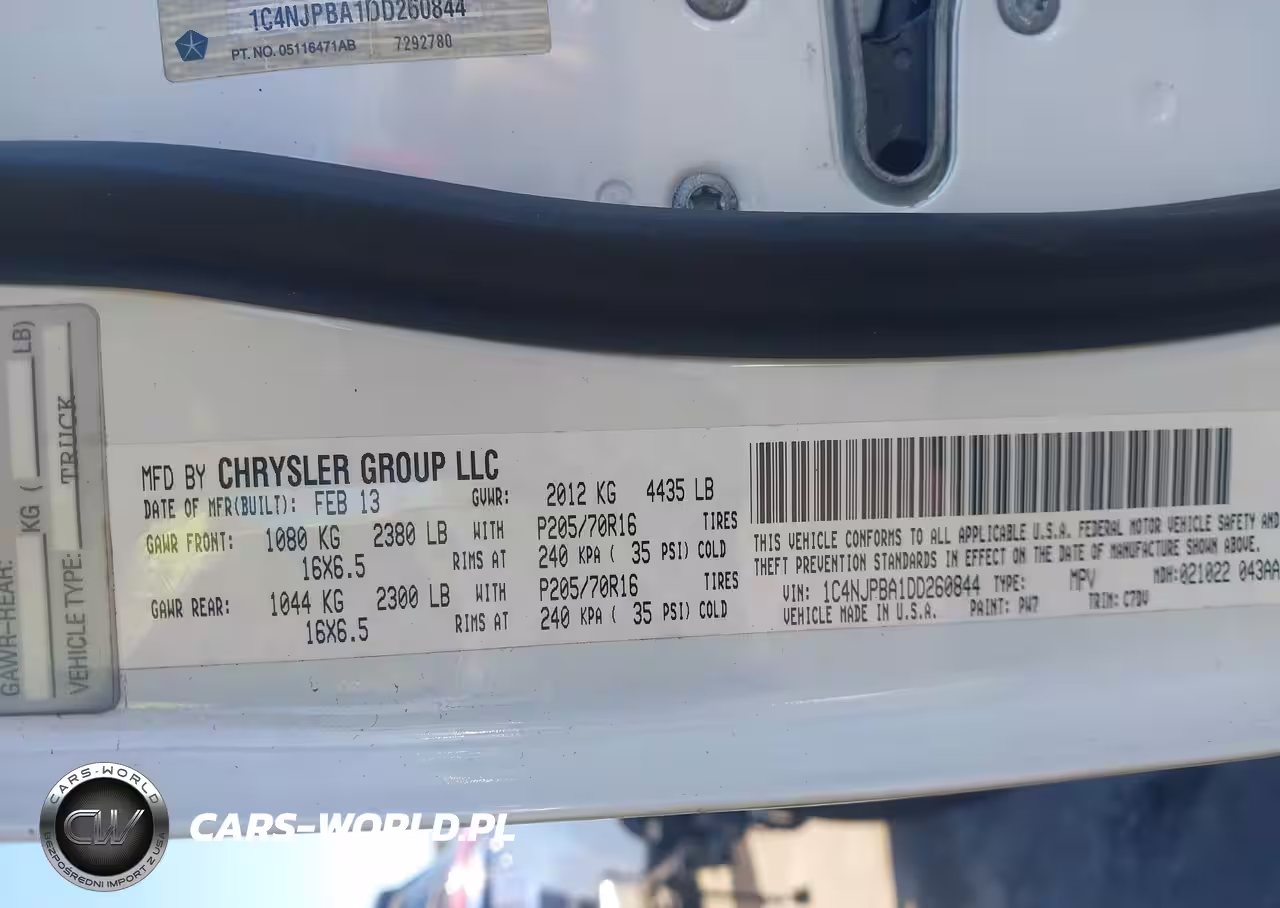 1C4NJPBA1DD260844
PT. NO. 05116471AB 7292780
GAWR-REAR: KG ( LB)
VEHICLE TYPE: TRUCK
MFD BY CHRYSLER GROUP LLC
DATE OF MFR(BUILT): FEB 13 GVWR: 2012 KG 4435 LB
GAWR FRONT: 1080 KG 2380 LB WITH P205/70R16 TIRES
16X6.5 RIMS AT 240 KPA ( 35 PSI) COLD
GAWR REAR: 1044 KG 2300 LB WITH P205/70R16 TIRES
16X6.5 RIMS AT 240 KPA ( 35 PSI) COLD
THIS VEHICLE CONFORMS TO ALL APPLICABLE U.S.A. FEDERAL MOTOR VEHICLE SAFETY AND
THEFT PREVENTION STANDARDS IN EFFECT ON THE DATE OF MANUFACTURE SHOWN ABOVE.
VIN: 1C4NJPBA1DD260844 TYPE: MPV MDH:021022 043AA
VEHICLE MADE IN U.S.A. PAINT: PW7 TRIM: C7DV
CARS-WORLD
CW
BEZPOŚREDNI IMPORT Z USA
CARS-WORLD.PL